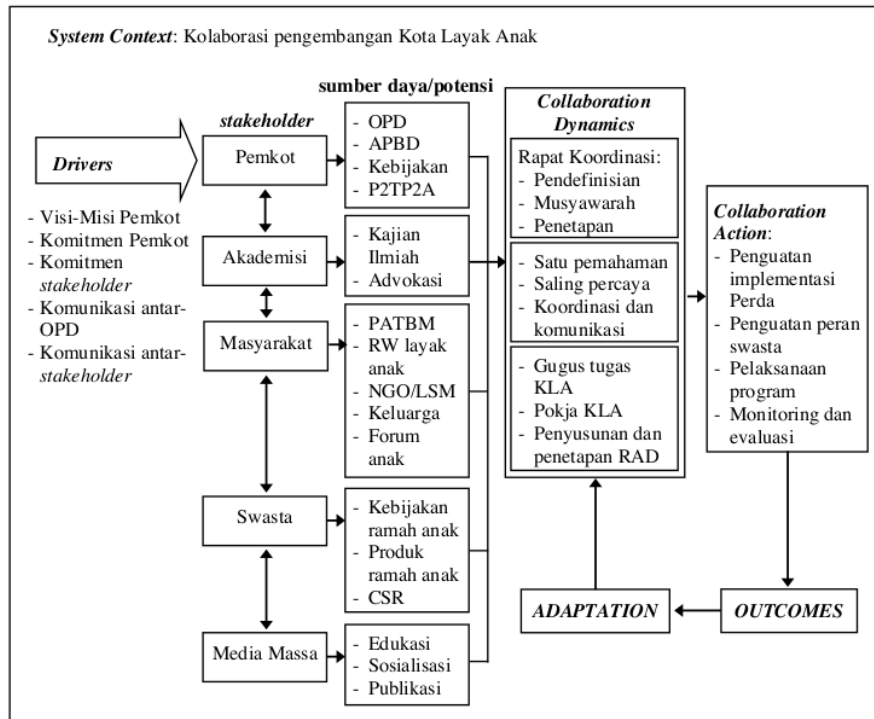 System Context: Kolaborasi pengembangan Kota Layak Anak
Drivers
- Visi-Misi Pemkot
- Komitmen Pemkot
- Komitmen
stakeholder
- Komunikasi antar-
OPD
- Komunikasi antar-
stakeholder
stakeholder
Pemkot
Akademisi
Masyarakat
Swasta
Media Massa
sumber daya/potensi
- OPD
- APBD
- Kebijakan
- P2TP2A
- Kajian
Ilmiah
- Advokasi
- PATBM
- RW layak
anak
- NGO/LSM
- Keluarga
- Forum
anak
- Kebijakan
ramah anak
- Produk
ramah anak
- CSR
- Edukasi
- Sosialisasi
- Publikasi
Collaboration
Dynamics
Rapat Koordinasi:
- Pendefinisian
- Musyawarah
- Penetapan
- Satu pemahaman
- Saling percaya
- Koordinasi dan
komunikasi
- Gugus tugas
KLA
- Pokja KLA
- Penyusunan dan
penetapan RAD
Collaboration
Action:
- Penguatan
implementasi
Perda
- Penguatan peran
swasta
- Pelaksanaan
program
- Monitoring dan
evaluasi
ADAPTATION
OUTCOMES